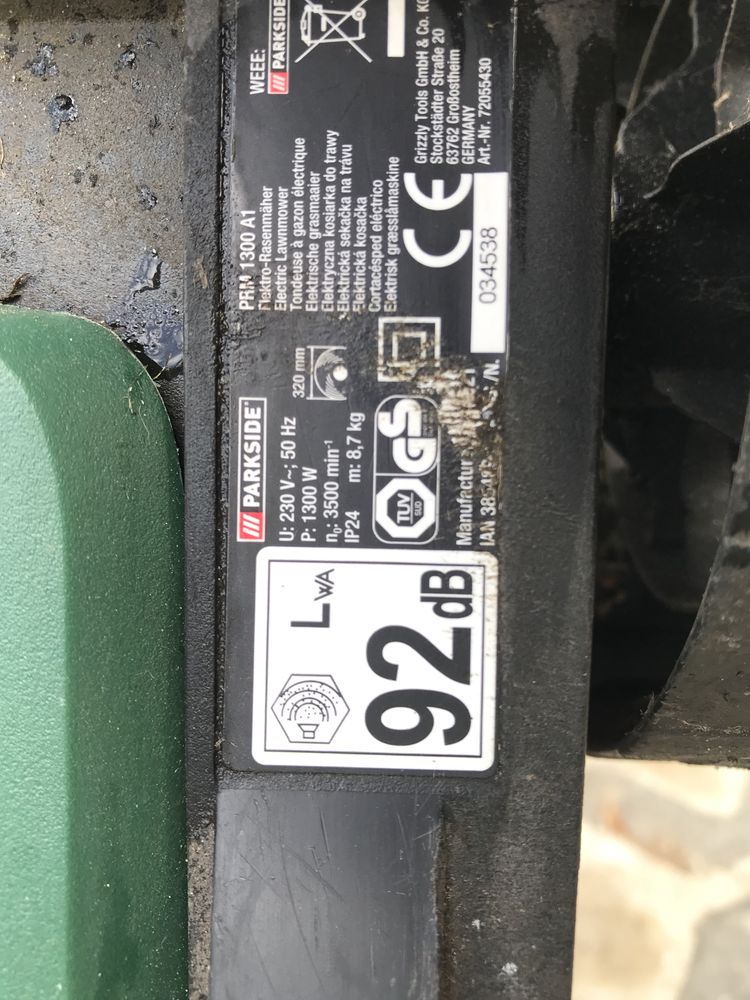 PARKSIDE
PRM 1300 A1
Elektro-Rasenmäher
Electric Lawnmower
Tondeuse à gazon électrique
Elektrische grasmaaier
Elektryczna kosiarka do trawy
Elektrická sekačka na trávu
Elektrická kosačka
Cortacésped eléctrico
Elektrisk græsslåmaskine
WEEE:
PARKSIDE
U: 230 V~; 50 Hz
P: 1300 W
n₀: 3500 min⁻¹
IP24 m: 8,7 kg
320 mm
TÜV
SÜD
GS
CE
Grizzly Tools GmbH & Co. KG
Stockstädter Straße 20
63762 Großostheim
GERMANY
Art.-Nr. 72055430
IAN
/N.
034538
LWA
92 dB